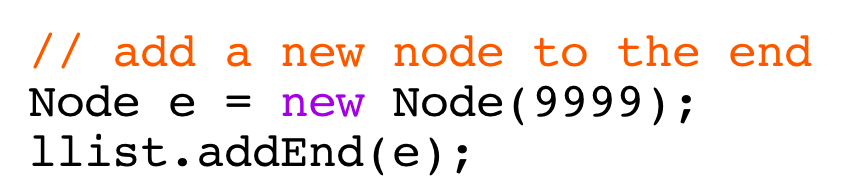 // add a new node to the end
Node e = new Node(9999);
llist.addEnd(e);